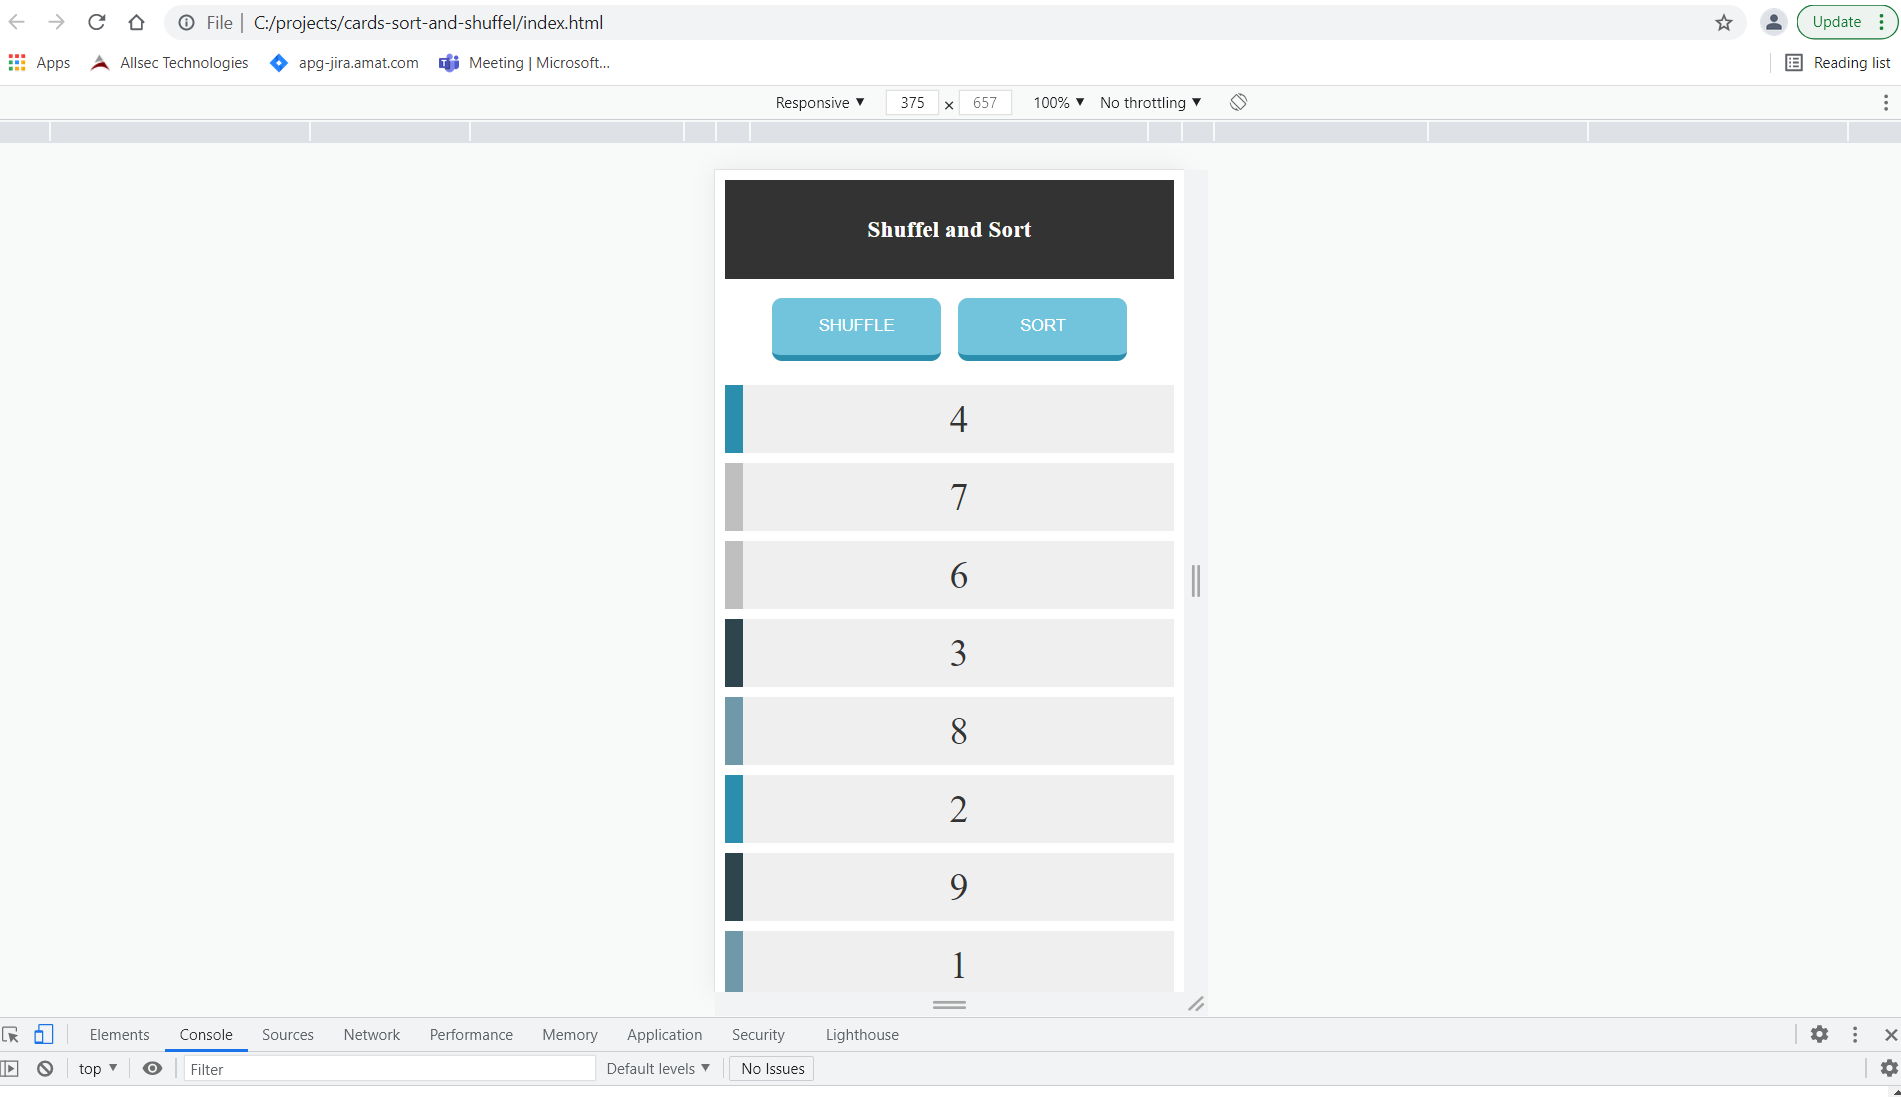 File | C:/projects/cards-sort-and-shuffel/index.html Update
Apps Allsec Technologies apg-jira.amat.com Meeting | Microsoft... Reading list
Responsive 375 × 657 100% No throttling
Shuffel and Sort
SHUFFLE SORT
4
7
6
3
8
2
9
1
Elements Console Sources Network Performance Memory Application Security Lighthouse
top Filter Default levels No Issues